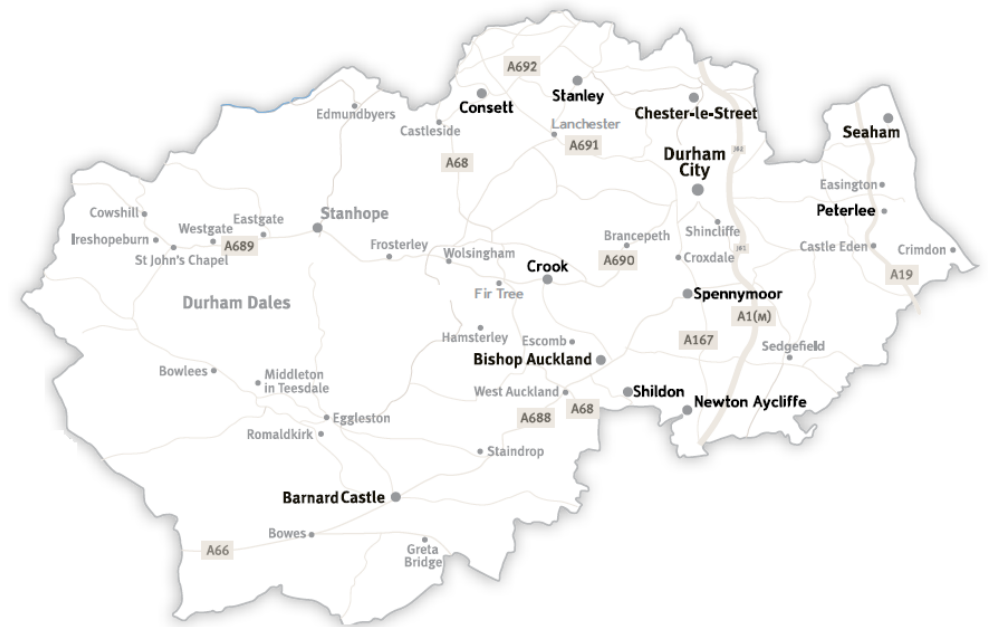 A692
Consett
Stanley
Edmundbyers
Castleside
Lanchester
A691
Chester-le-Street
Seaham
A68
Durham
City
J62
Easington
Peterlee
Cowshill
Ireshopeburn
Westgate
Eastgate
Stanhope
A689
St John's Chapel
Frosterley
Wolsingham
Brancepeth
A690
Shincliffe
Croxdale
J61
Castle Eden
Crimdon
A19
Crook
Fir Tree
Durham Dales
Spennymoor
A1(M)
Hamsterley
Escomb
A167
Sedgefield
Bishop Auckland
Bowlees
Middleton
in Teesdale
West Auckland
Shildon
Newton Aycliffe
A68
A688
Eggleston
Romaldkirk
Staindrop
Barnard Castle
Bowes
A66
Greta
Bridge